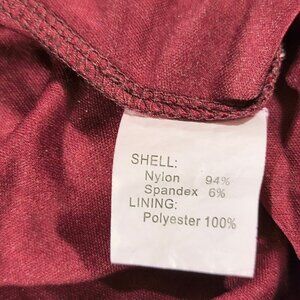 SHELL:
Nylon 94%
Spandex 6%
LINING:
Polyester 100%